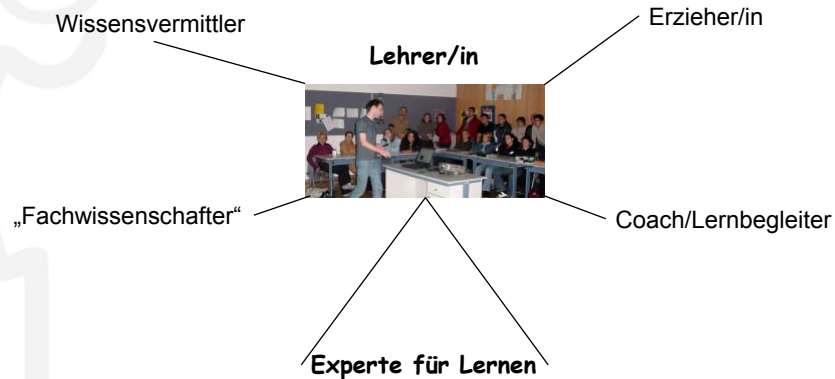 Wissensvermittler
Erzieher/in
Lehrer/in
„Fachwissenschafter“
Coach/Lernbegleiter
Experte für Lernen